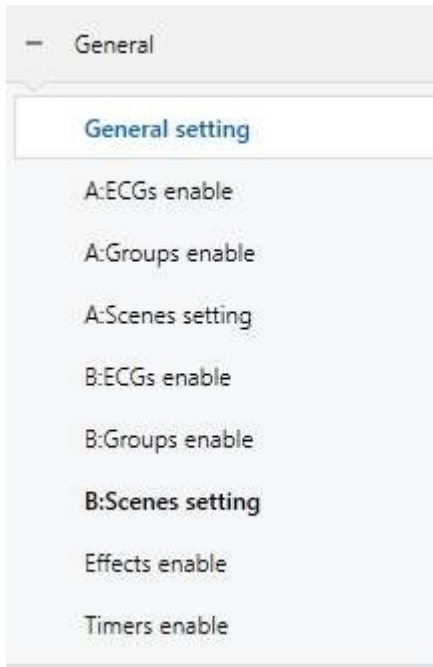 General
General setting
A:ECGs enable
A:Groups enable
A:Scenes setting
B:ECGs enable
B:Groups enable
B:Scenes setting
Effects enable
Timers enable